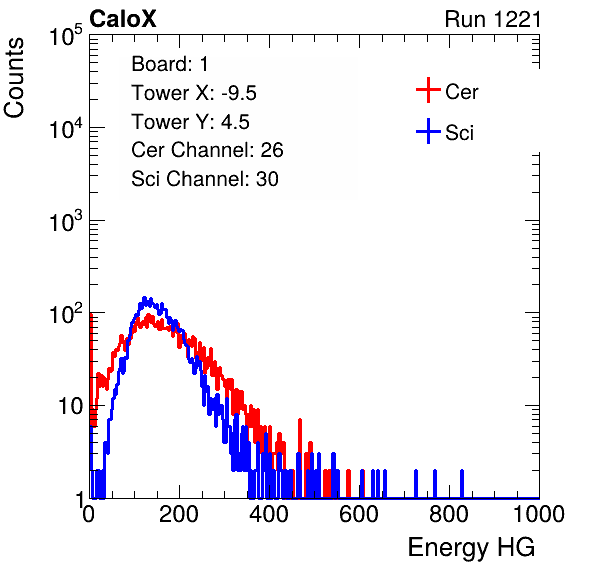 CaloX Run 1221
Counts
Board: 1
Tower X: -9.5
Tower Y: 4.5
Cer Channel: 26
Sci Channel: 30
Cer
Sci
10^5
10^4
10^3
10^2
10
1
0 200 400 600 800 1000
Energy HG